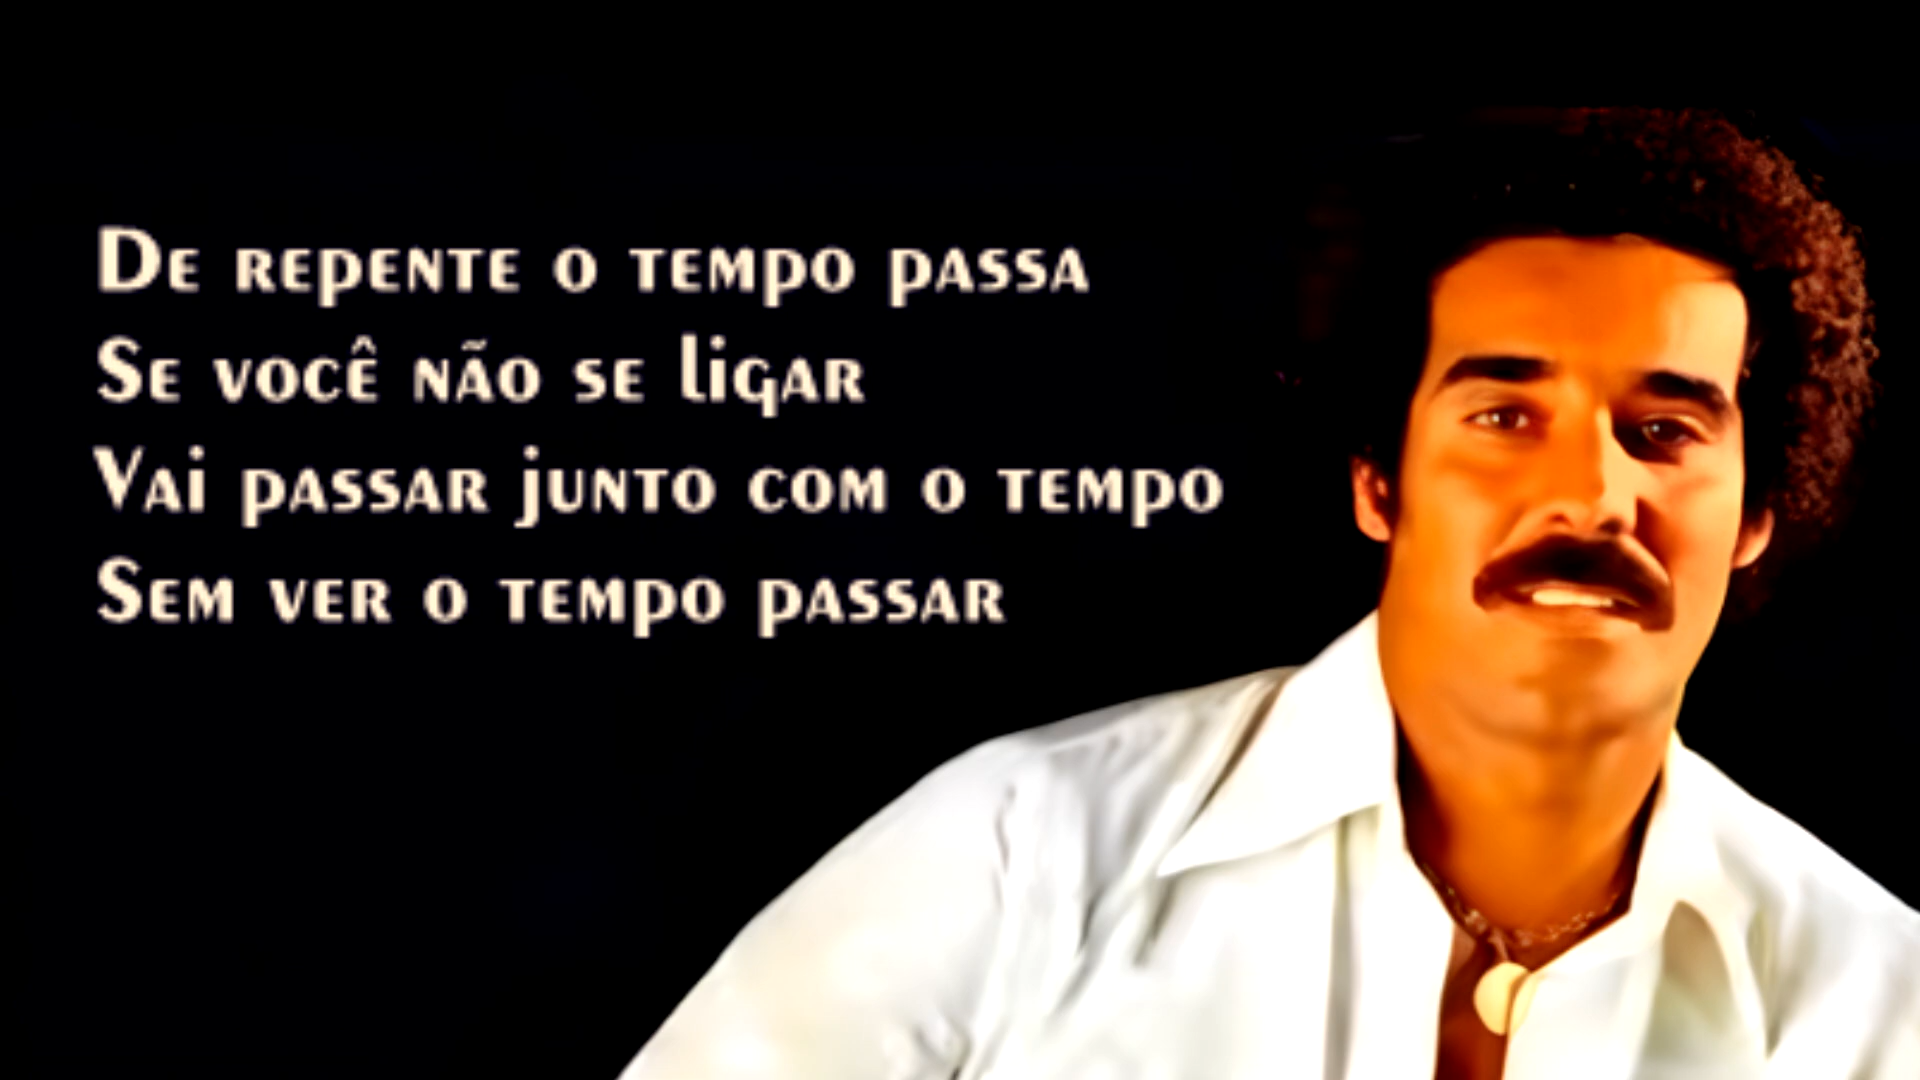 De repente o tempo passa
Se você não se ligar
Vai passar junto com o tempo
Sem ver o tempo passar